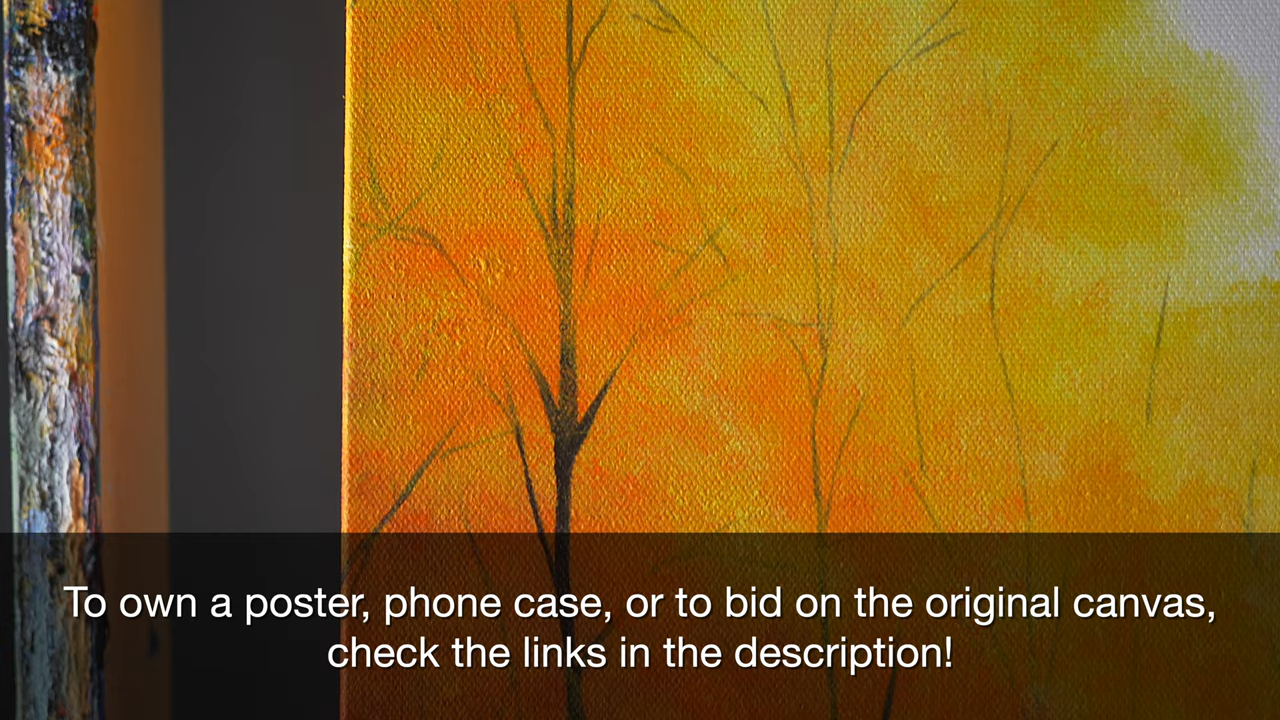 To own a poster, phone case, or to bid on the original canvas,
check the links in the description!